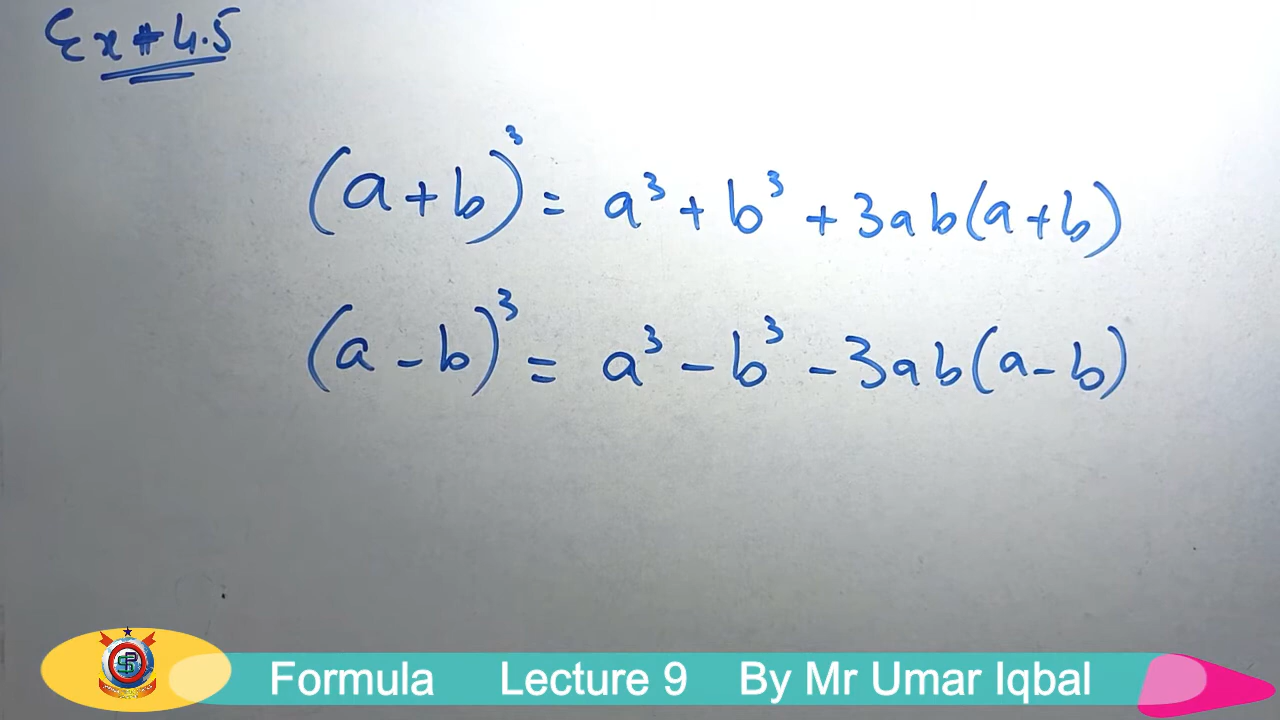 Ex # 4.5
(a+b)³ = a³ + b³ + 3ab(a+b)
(a-b)³ = a³ - b³ - 3ab(a-b)
Formula Lecture 9 By Mr Umar Iqbal